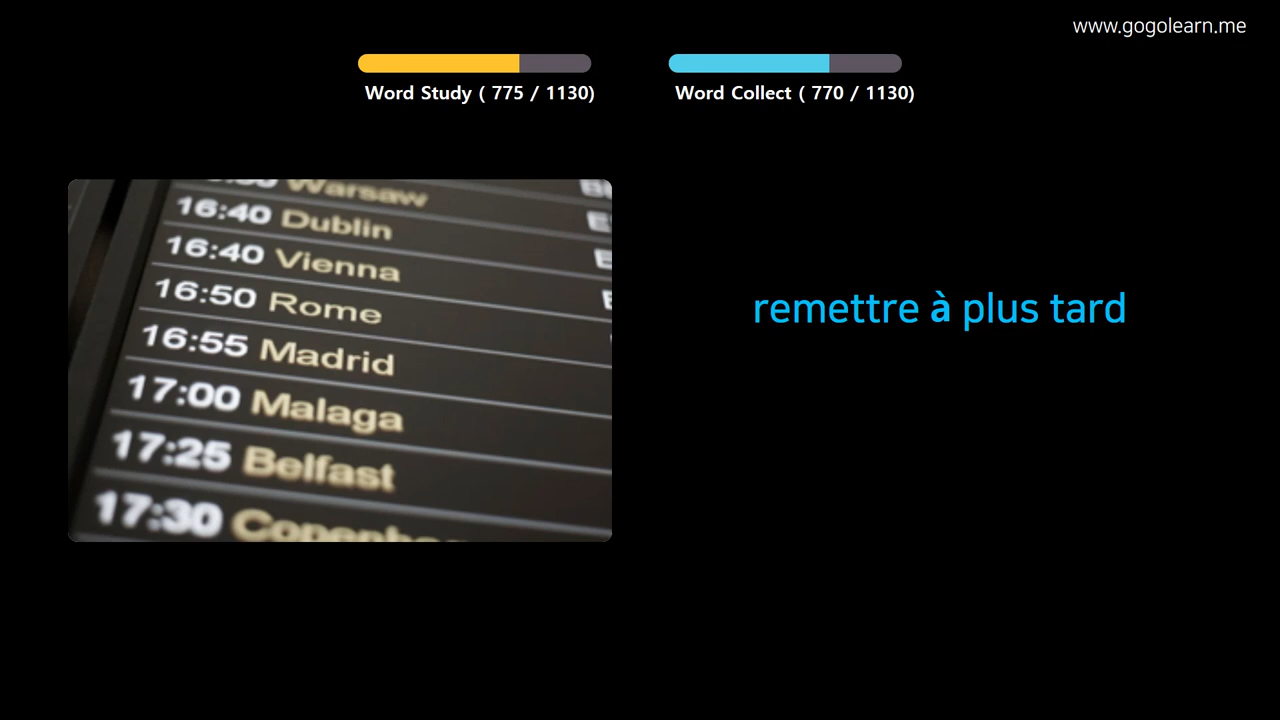 www.gogolearn.me
Word Study ( 775 / 1130)
Word Collect ( 770 / 1130)
Warsaw
16:40 Dublin
16:40 Vienna
16:50 Rome
16:55 Madrid
17:00 Malaga
17:25 Belfast
17:30
remettre à plus tard